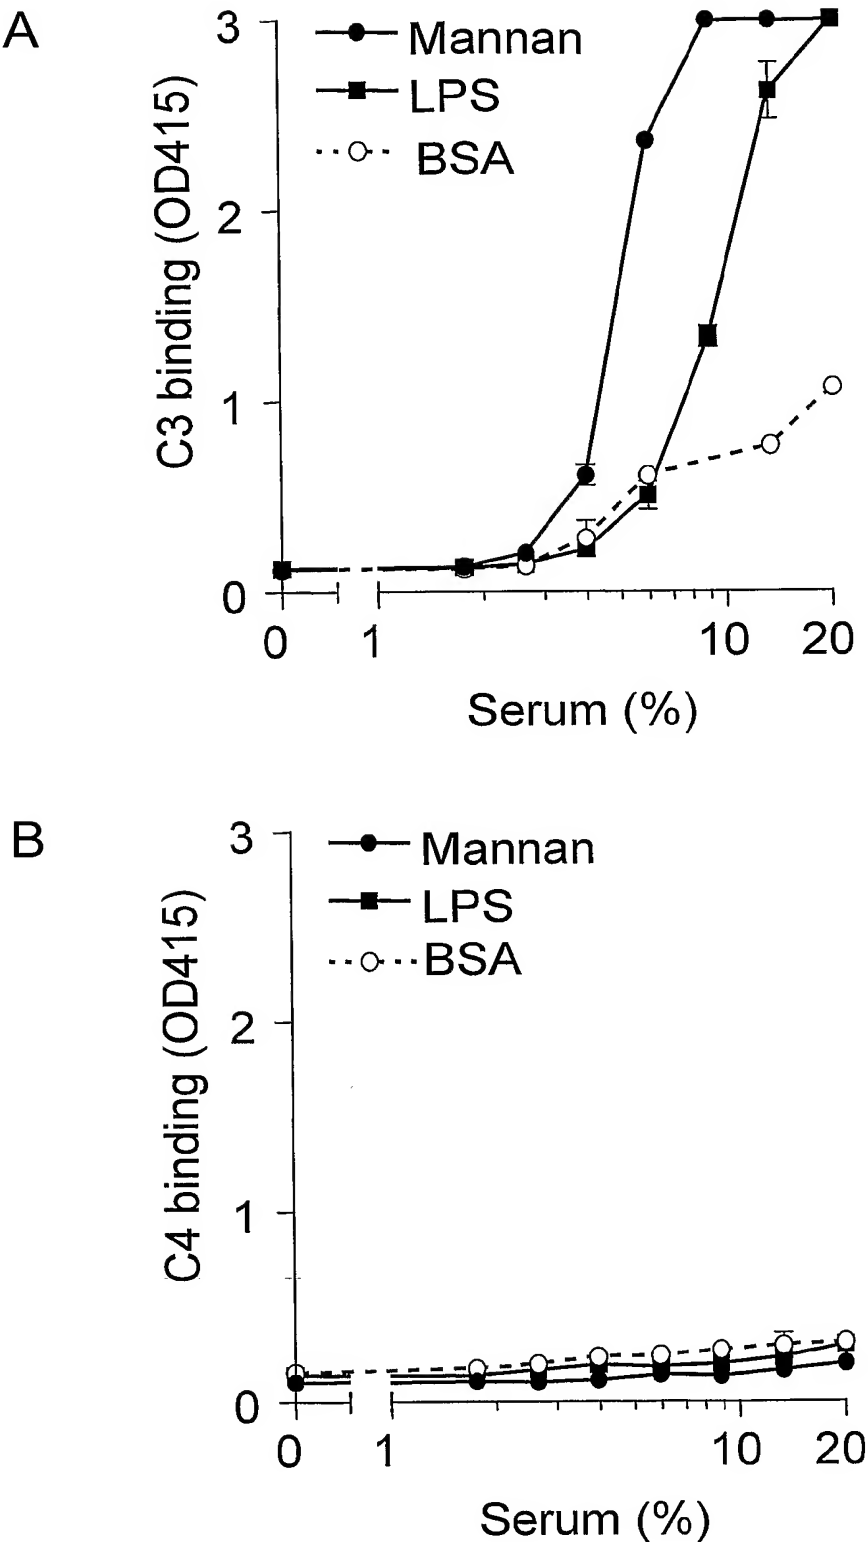 A
3
Mannan
LPS
BSA
2
1
0
C3 binding (OD415)
0 1 10 20
Serum (%)
B
3
Mannan
LPS
BSA
2
1
0
C4 binding (OD415)
0 1 10 20
Serum (%)